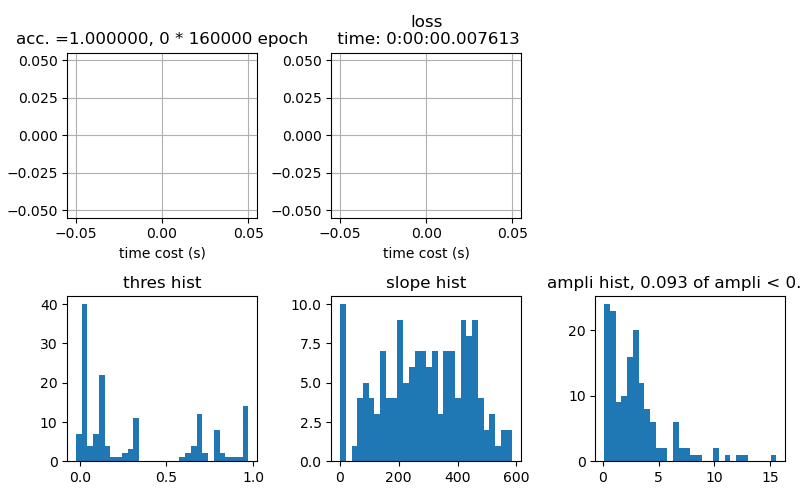 acc. =1.000000, 0 * 160000 epoch
0.050
0.025
0.000
−0.025
−0.050
−0.05 0.00 0.05
time cost (s)
loss
time: 0:00:00.007613
0.050
0.025
0.000
−0.025
−0.050
−0.05 0.00 0.05
time cost (s)
thres hist
40
30
20
10
0
0.0 0.5 1.0
slope hist
10.0
7.5
5.0
2.5
0.0
0 200 400 600
ampli hist, 0.093 of ampli < 0.
20
10
0
0 5 10 15